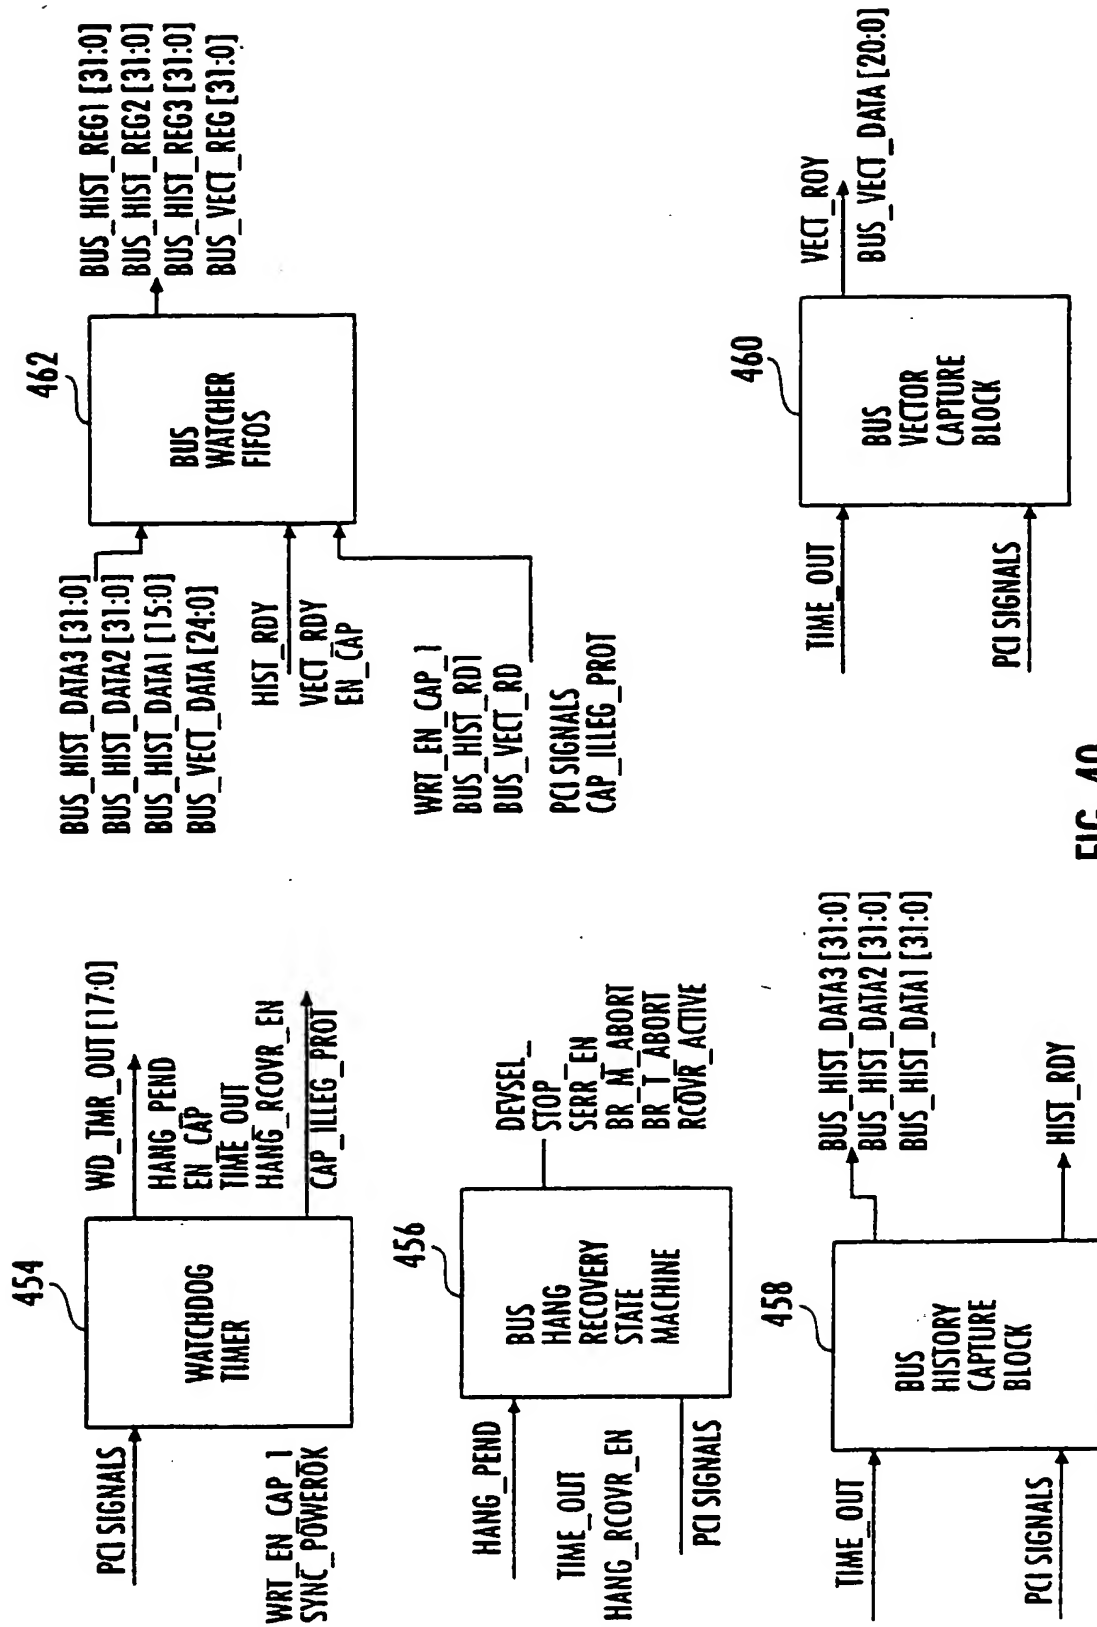 454
PCI SIGNALS
WRT_EN_CAP_1
SYNC_POWEROK
WATCHDOG
TIMER
WD_TMR_OUT [17:0]
HANG_PEND
EN_CAP
TIME_OUT
HANG_RCOVR_EN
CAP_ILLEG_PROT
462
BUS_HIST_DATA3 [31:0]
BUS_HIST_DATA2 [31:0]
BUS_HIST_DATA1 [15:0]
BUS_VECT_DATA [24:0]
HIST_RDY
VECT_RDY
EN_CAP
WRT_EN_CAP_1
BUS_HIST_RD1
BUS_VECT_RD
PCI SIGNALS
CAP_ILLEG_PROT
BUS
WATCHER
FIFOS
BUS_HIST_REG1 [31:0]
BUS_HIST_REG2 [31:0]
BUS_HIST_REG3 [31:0]
BUS_VECT_REG [31:0]
456
HANG_PEND
TIME_OUT
HANG_RCOVR_EN
PCI SIGNALS
BUS
HANG
RECOVERY
STATE
MACHINE
DEVSEL_
STOP
SERR_EN
BR_M_ABORT
BR_T_ABORT
RCOVR_ACTIVE
458
TIME_OUT
PCI SIGNALS
BUS
HISTORY
CAPTURE
BLOCK
BUS_HIST_DATA3 [31:0]
BUS_HIST_DATA2 [31:0]
BUS_HIST_DATA1 [31:0]
HIST_RDY
460
TIME_OUT
PCI SIGNALS
BUS
VECTOR
CAPTURE
BLOCK
VECT_RDY
BUS_VECT_DATA [20:0]
FIG. 40